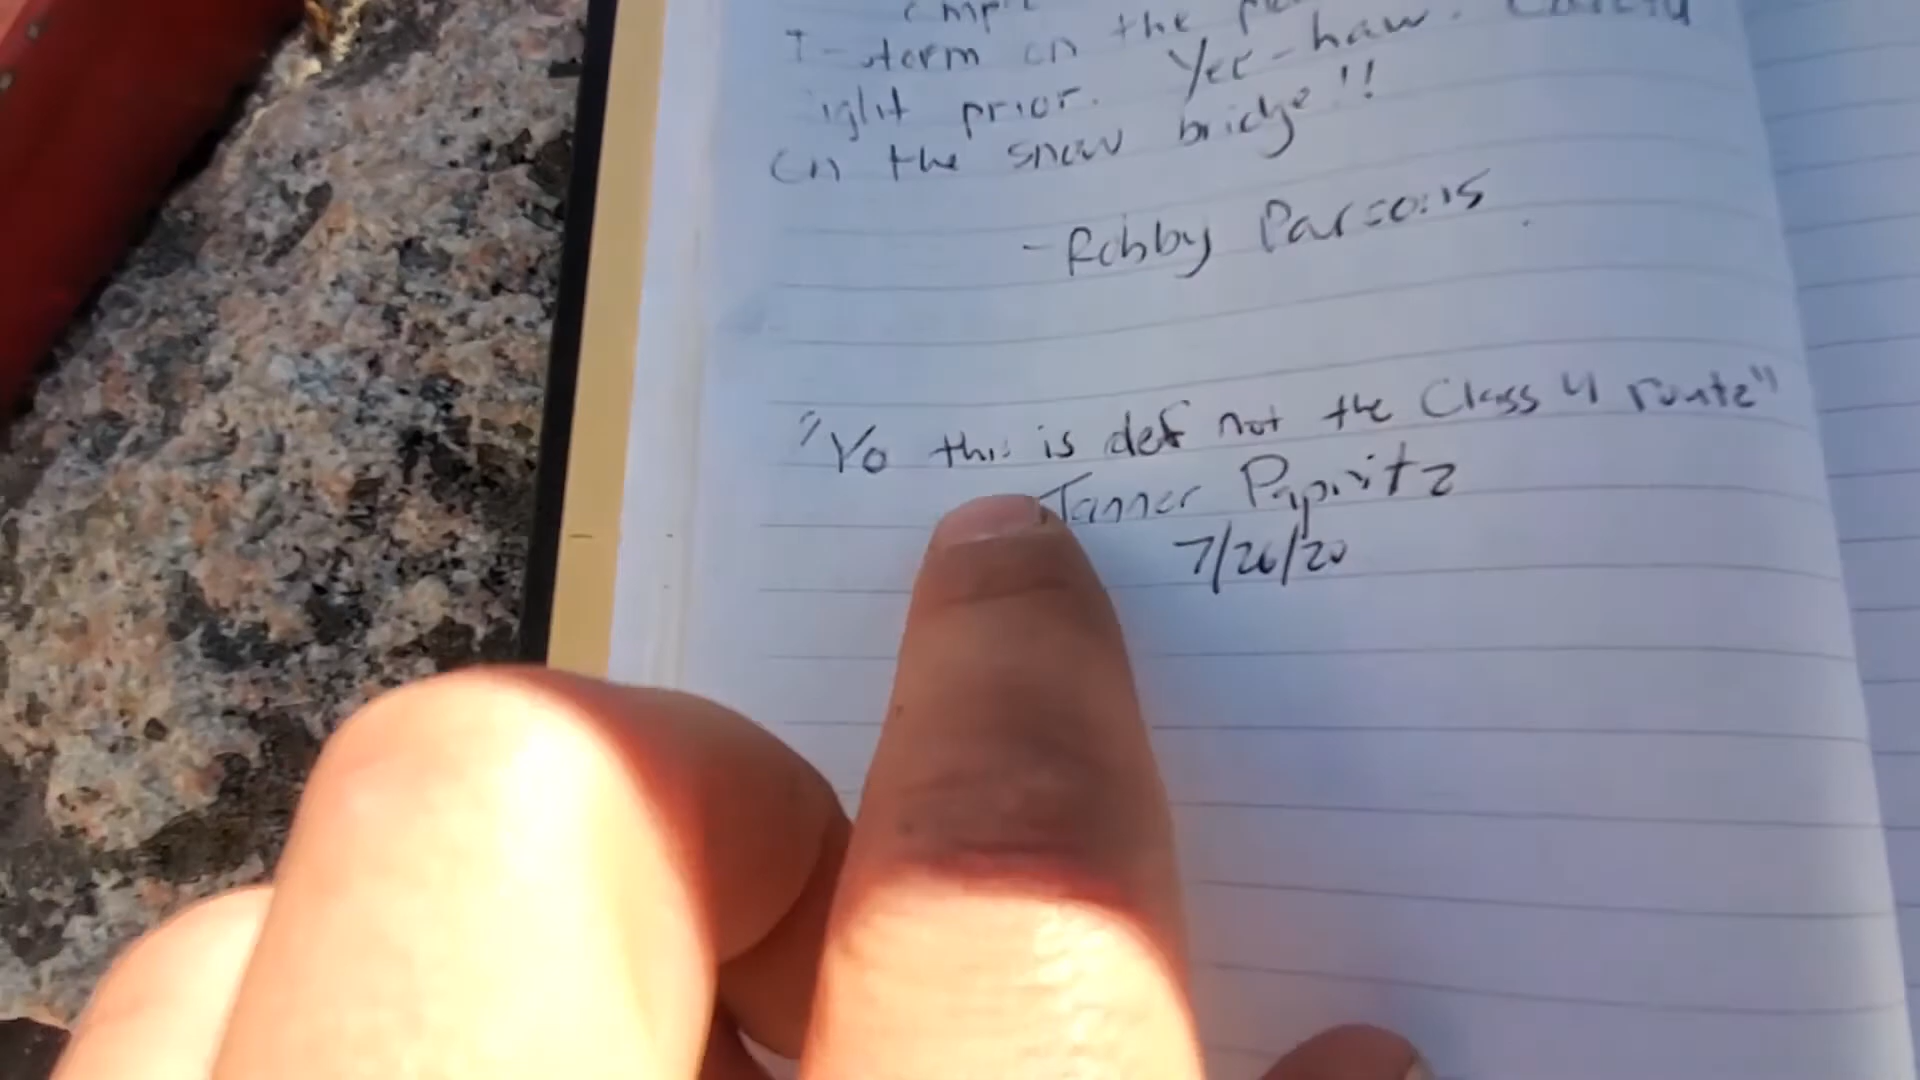 T-storm on the
ight prior. Yee-haw.
on the snow bridge!!
-Robby Parsons
"Yo this is def not the Class 4 route"
Tanner
7/26/20